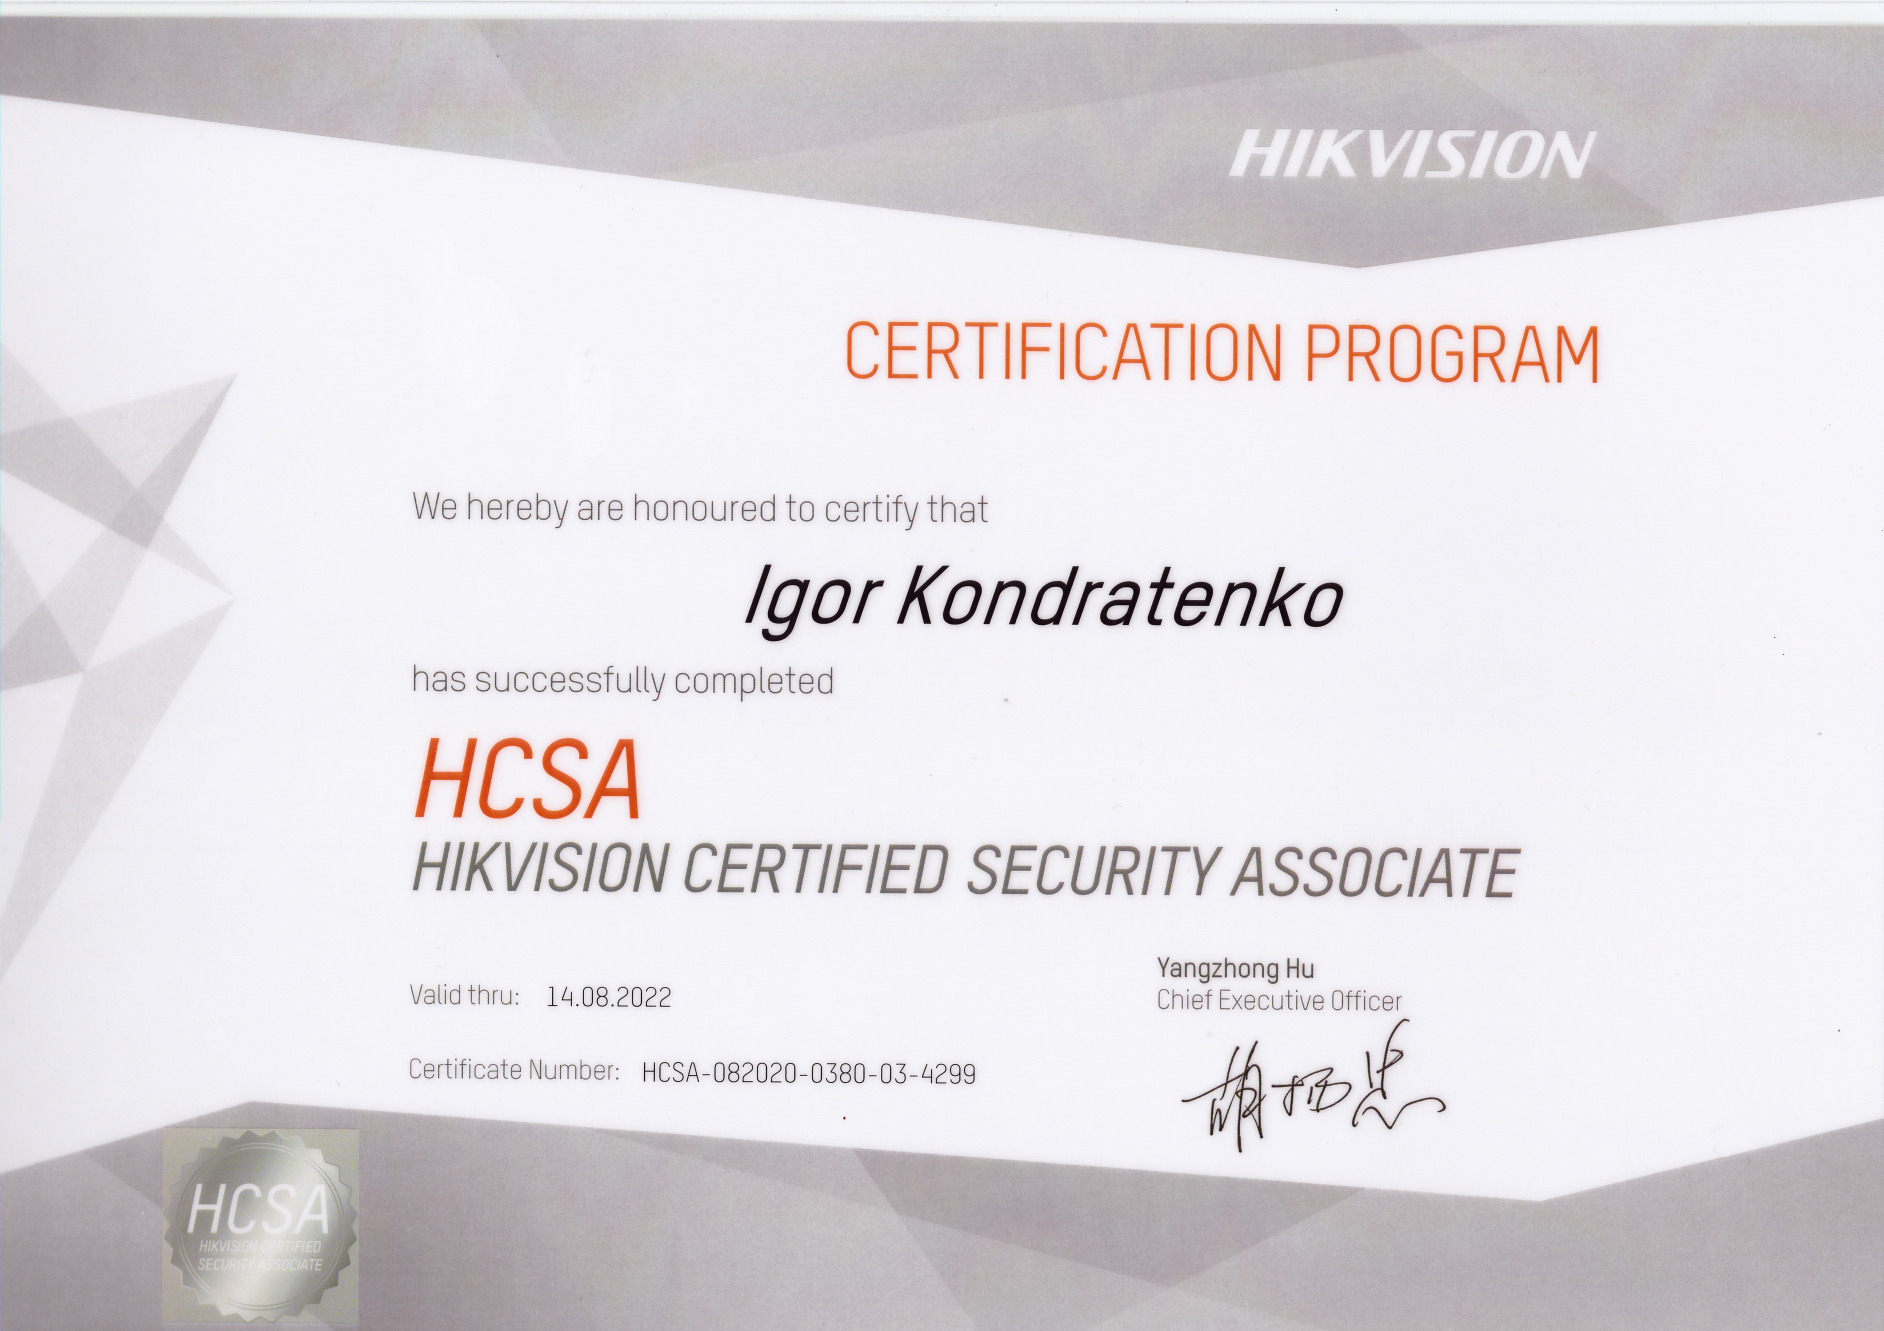 HIKVISION
CERTIFICATION PROGRAM
We hereby are honoured to certify that
Igor Kondratenko
has successfully completed
HCSA
HIKVISION CERTIFIED SECURITY ASSOCIATE
Valid thru: 14.08.2022
Certificate Number: HCSA-082020-0380-03-4299
Yangzhong Hu
Chief Executive Officer
胡扬忠
HCSA
HIKVISION CERTIFIED
SECURITY ASSOCIATE